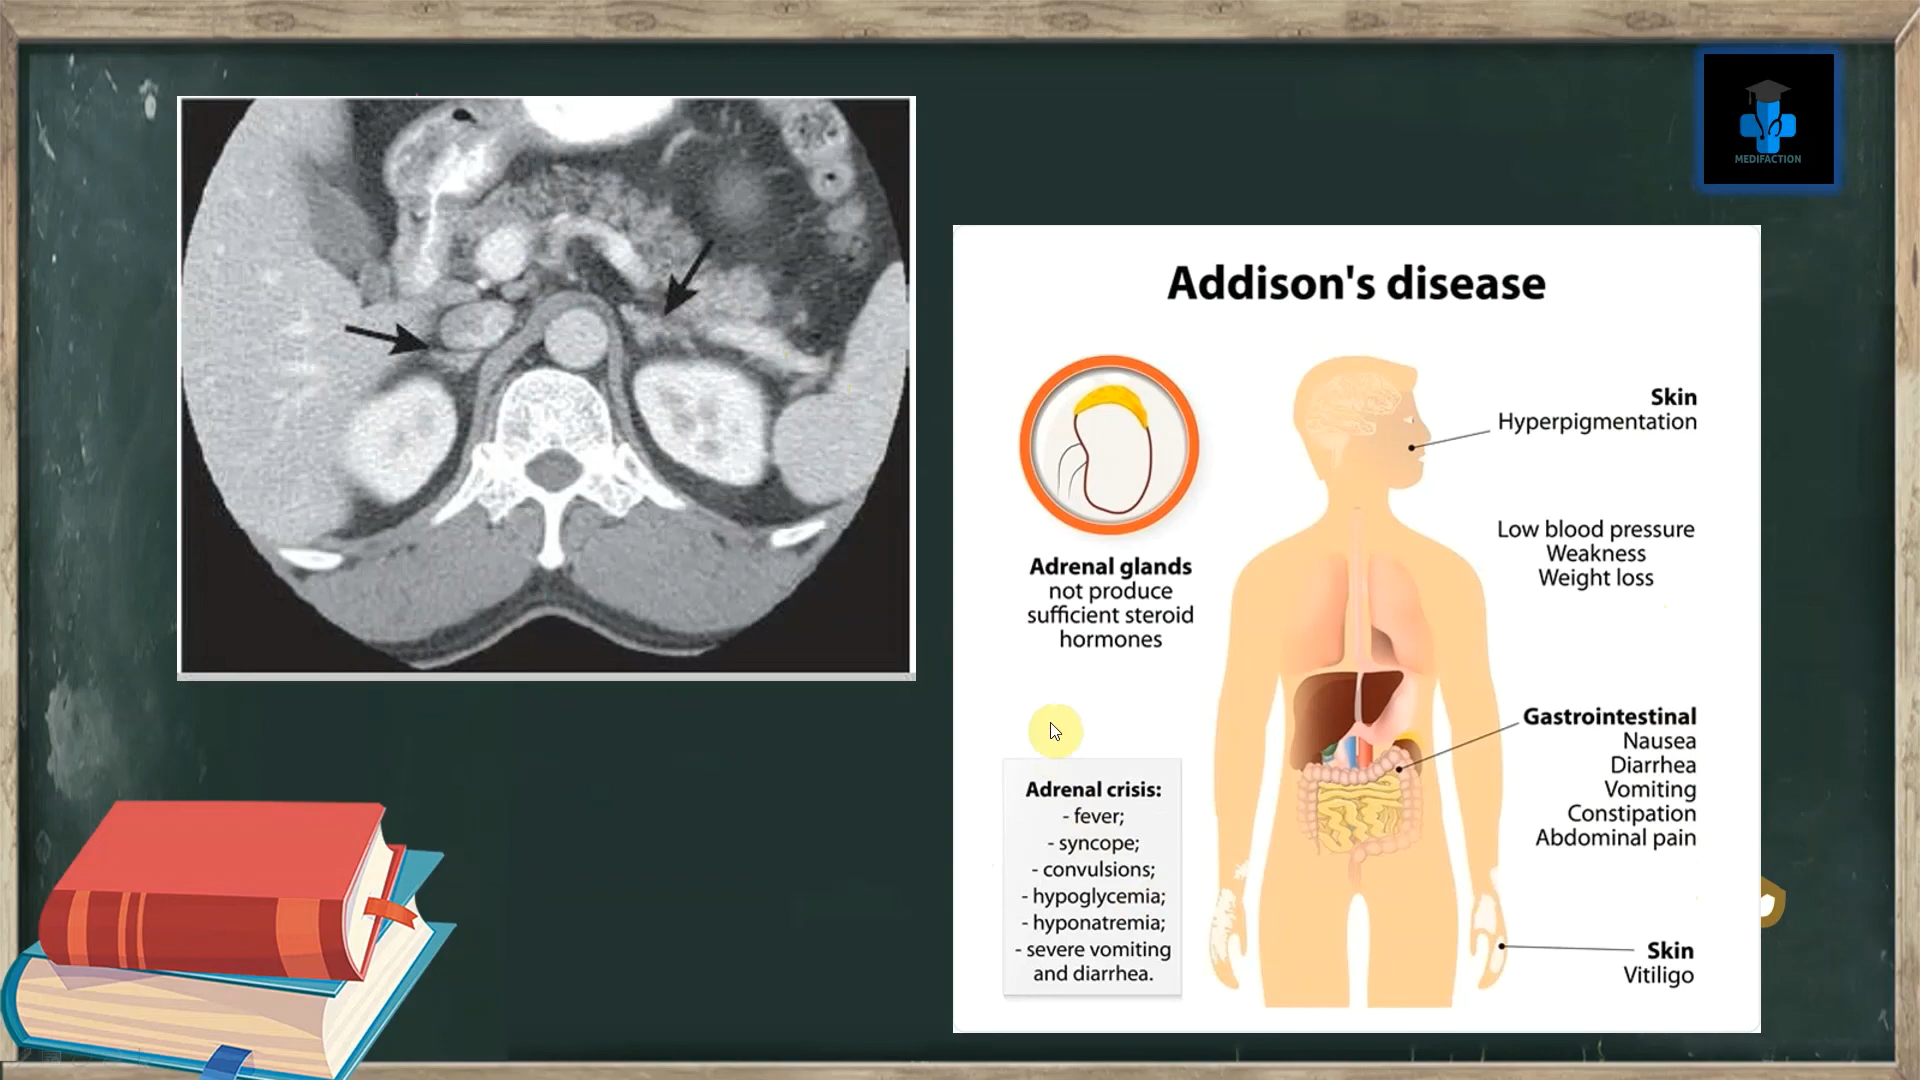 MEDIFACTION
Addison's disease
Adrenal glands
not produce
sufficient steroid
hormones
Adrenal crisis:
- fever;
- syncope;
- convulsions;
- hypoglycemia;
- hyponatremia;
- severe vomiting
and diarrhea.
Skin
Hyperpigmentation
Low blood pressure
Weakness
Weight loss
Gastrointestinal
Nausea
Diarrhea
Vomiting
Constipation
Abdominal pain
Skin
Vitiligo